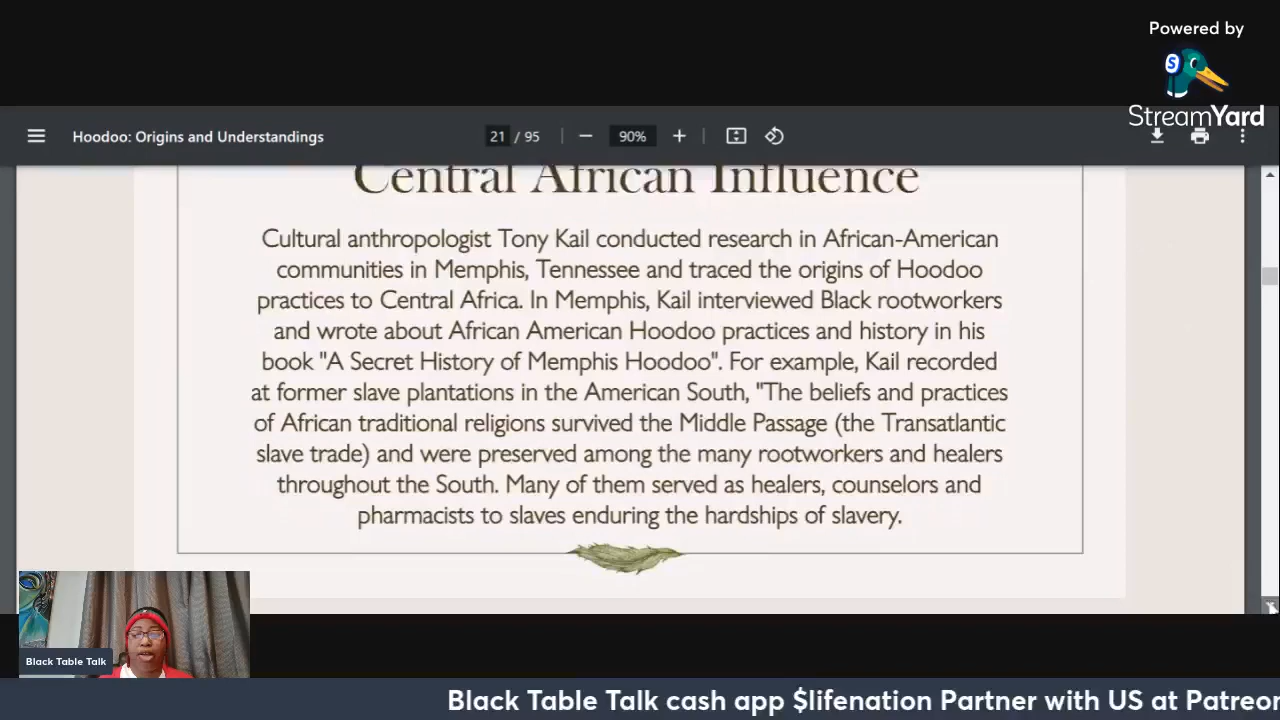 Powered by
StreamYard
Hoodoo: Origins and Understandings
21 / 95
90%
Central African Influence
Cultural anthropologist Tony Kail conducted research in African-American
communities in Memphis, Tennessee and traced the origins of Hoodoo
practices to Central Africa. In Memphis, Kail interviewed Black rootworkers
and wrote about African American Hoodoo practices and history in his
book "A Secret History of Memphis Hoodoo". For example, Kail recorded
at former slave plantations in the American South, "The beliefs and practices
of African traditional religions survived the Middle Passage (the Transatlantic
slave trade) and were preserved among the many rootworkers and healers
throughout the South. Many of them served as healers, counselors and
pharmacists to slaves enduring the hardships of slavery.
Black Table Talk
Black Table Talk cash app $lifenation Partner with US at Patreon